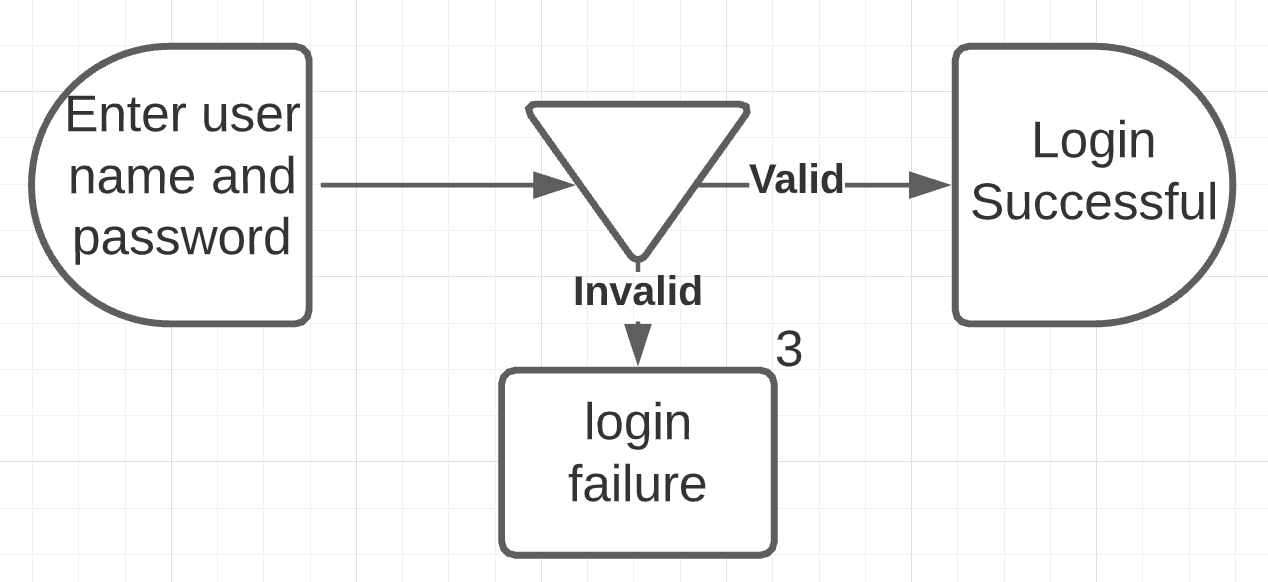 Enter user
name and
password
Valid
Login
Successful
Invalid
3
login
failure